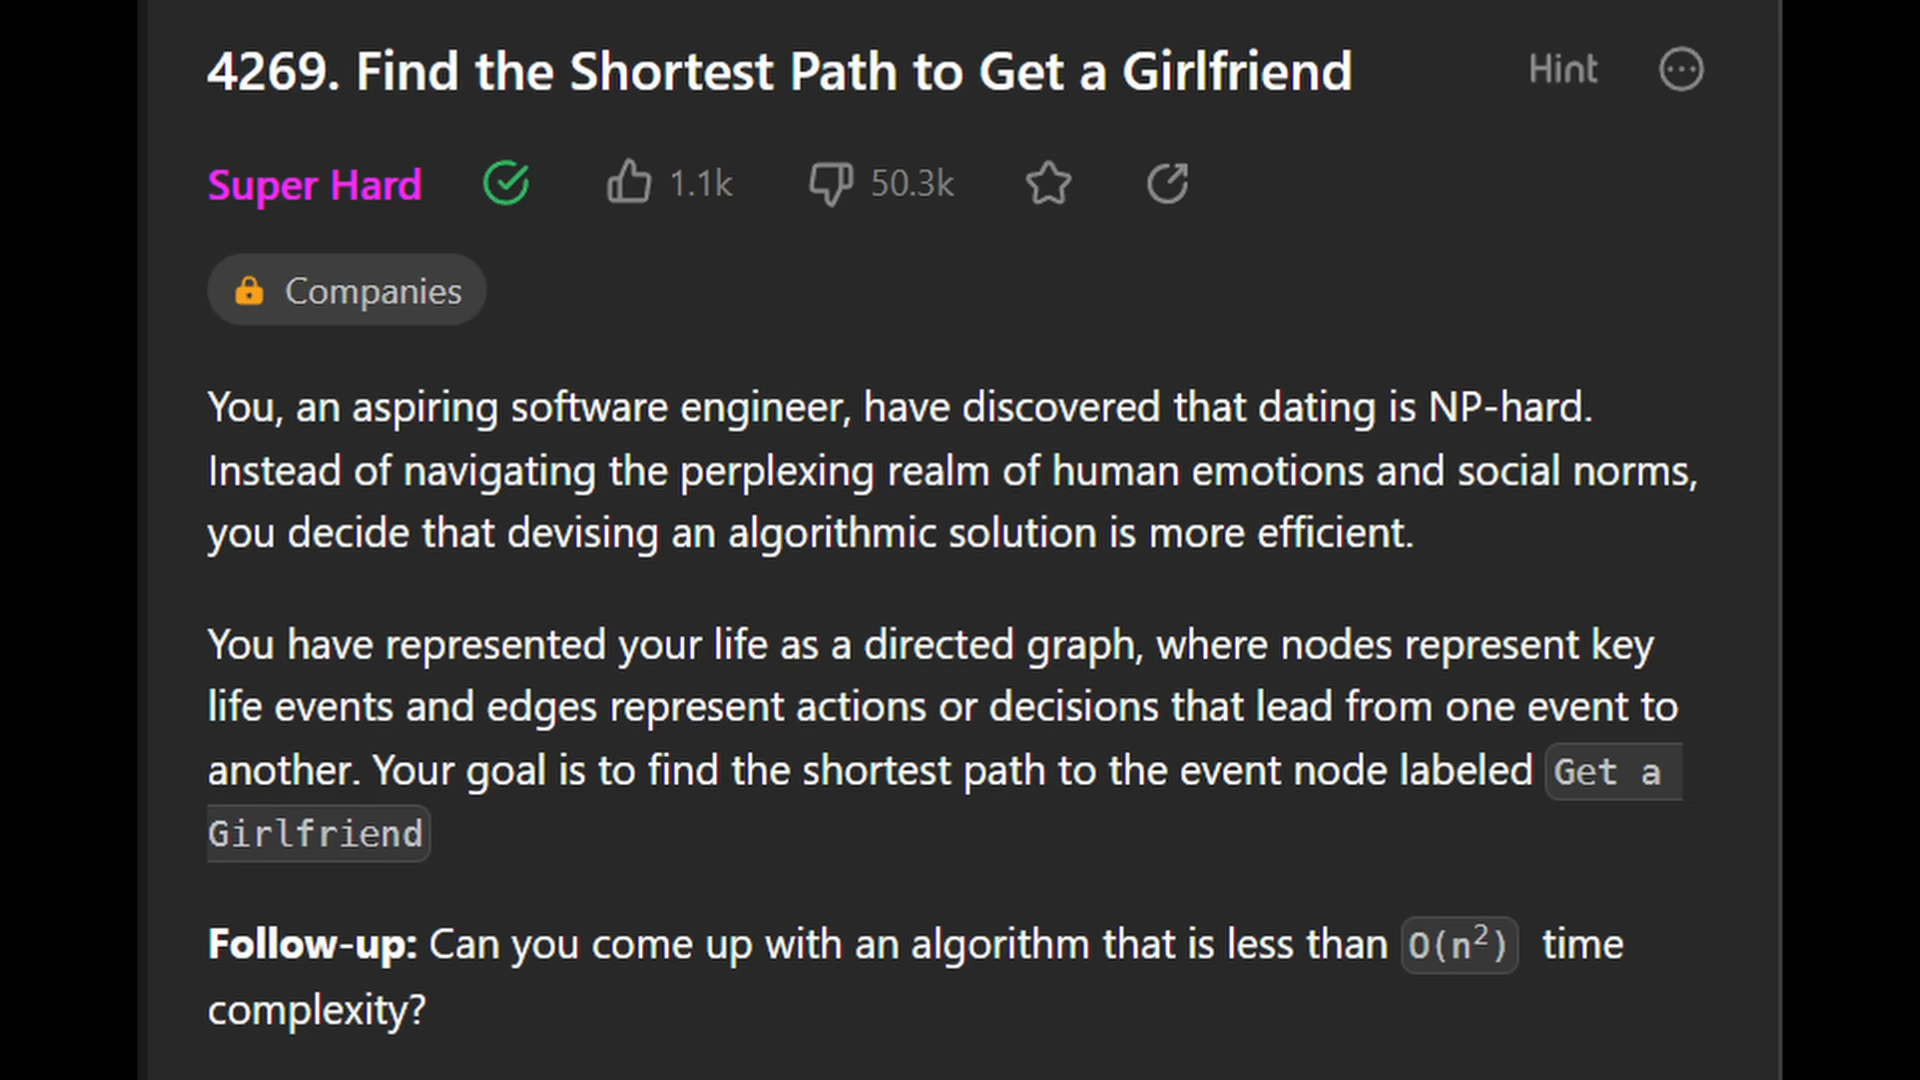 4269. Find the Shortest Path to Get a Girlfriend
Hint
Super Hard
1.1k
50.3k
Companies
You, an aspiring software engineer, have discovered that dating is NP-hard.
Instead of navigating the perplexing realm of human emotions and social norms,
you decide that devising an algorithmic solution is more efficient.
You have represented your life as a directed graph, where nodes represent key
life events and edges represent actions or decisions that lead from one event to
another. Your goal is to find the shortest path to the event node labeled Get a
Girlfriend
Follow-up: Can you come up with an algorithm that is less than O(n²) time
complexity?